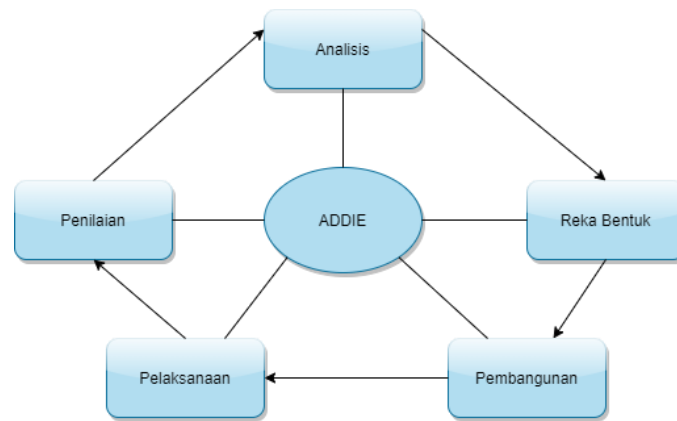 Analisis
Penilaian
ADDIE
Reka Bentuk
Pelaksanaan
Pembangunan